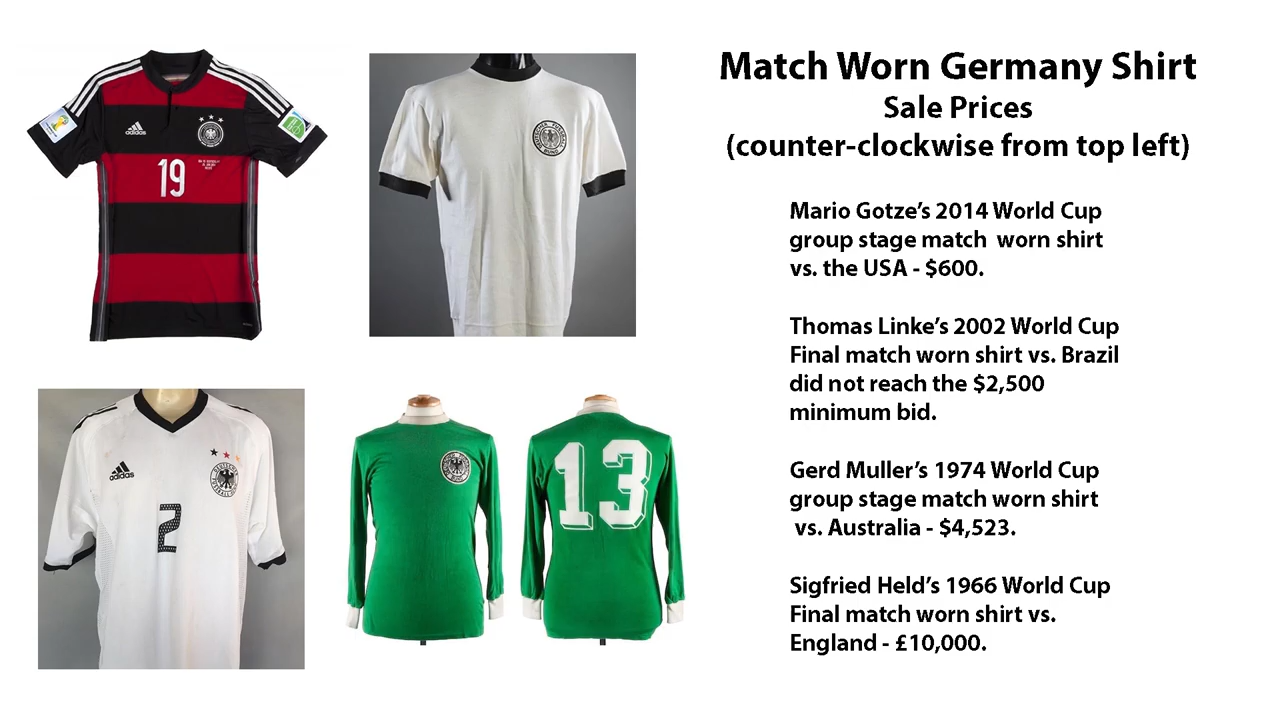 Match Worn Germany Shirt
Sale Prices
(counter-clockwise from top left)
Mario Gotze’s 2014 World Cup
group stage match  worn shirt
vs. the USA - $600.
Thomas Linke’s 2002 World Cup
Final match worn shirt vs. Brazil
did not reach the $2,500
minimum bid.
Gerd Muller’s 1974 World Cup
group stage match worn shirt
vs. Australia - $4,523.
Sigfried Held’s 1966 World Cup
Final match worn shirt vs.
England - £10,000.
adidas
19
adidas
2
13